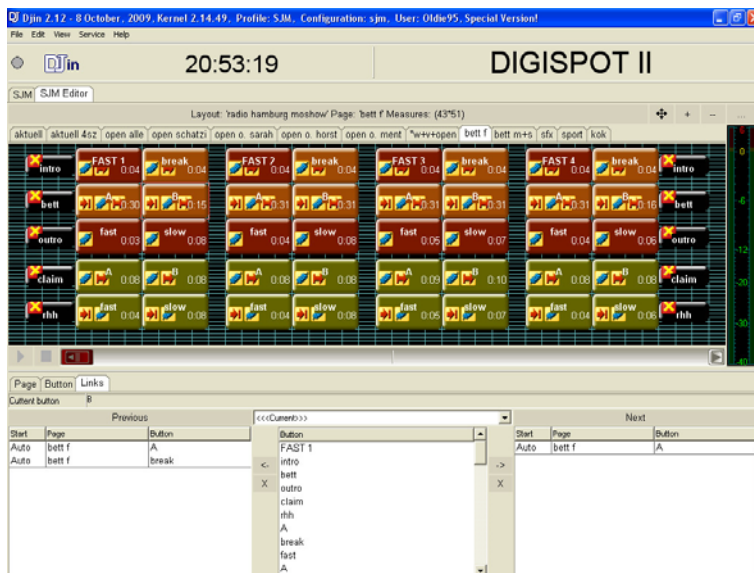 Djin 2.12 - 8 October, 2009, Kernel 2.14.49, Profile: SJM, Configuration: sjm, User: Oldie95, Special Version!
File Edit View Service Help
DJin 20:53:19 DIGISPOT II
SJM SJM Editor
Layout: 'radio hamburg moshow' Page: 'bett f' Measures: (43*51) + -
aktuell aktuell 4sz open alle open schatzi open o. sarah open o. horst open o. ment *w+v+open bett f bett m+s sfx sport kok
intro FAST 1 0:04 break 0:04 FAST 2 0:04 break 0:04 FAST 3 0:04 break 0:04 FAST 4 0:04 break 0:04 intro
bett A 0:30 B 0:15 A 0:31 B 0:31 A 0:31 B 0:31 A 0:31 B 0:16 bett
outro fast 0:03 slow 0:08 fast 0:04 slow 0:08 fast 0:05 slow 0:07 fast 0:04 slow 0:06 outro
claim A 0:08 B 0:08 A 0:08 B 0:08 A 0:09 B 0:10 A 0:08 B 0:08 claim
rhh fast 0:04 slow 0:08 fast 0:04 slow 0:08 fast 0:05 slow 0:07 fast 0:04 slow 0:06 rhh
0
-6
-20
-30
-40
Page Button Links
Current button B
Previous <<<Current>>> Next
Start Page Button Button Start Page Button
Auto bett f A FAST 1 Auto bett f A
Auto bett f break intro
<- bett ->
X outro X
claim
rhh
A
break
fast
A